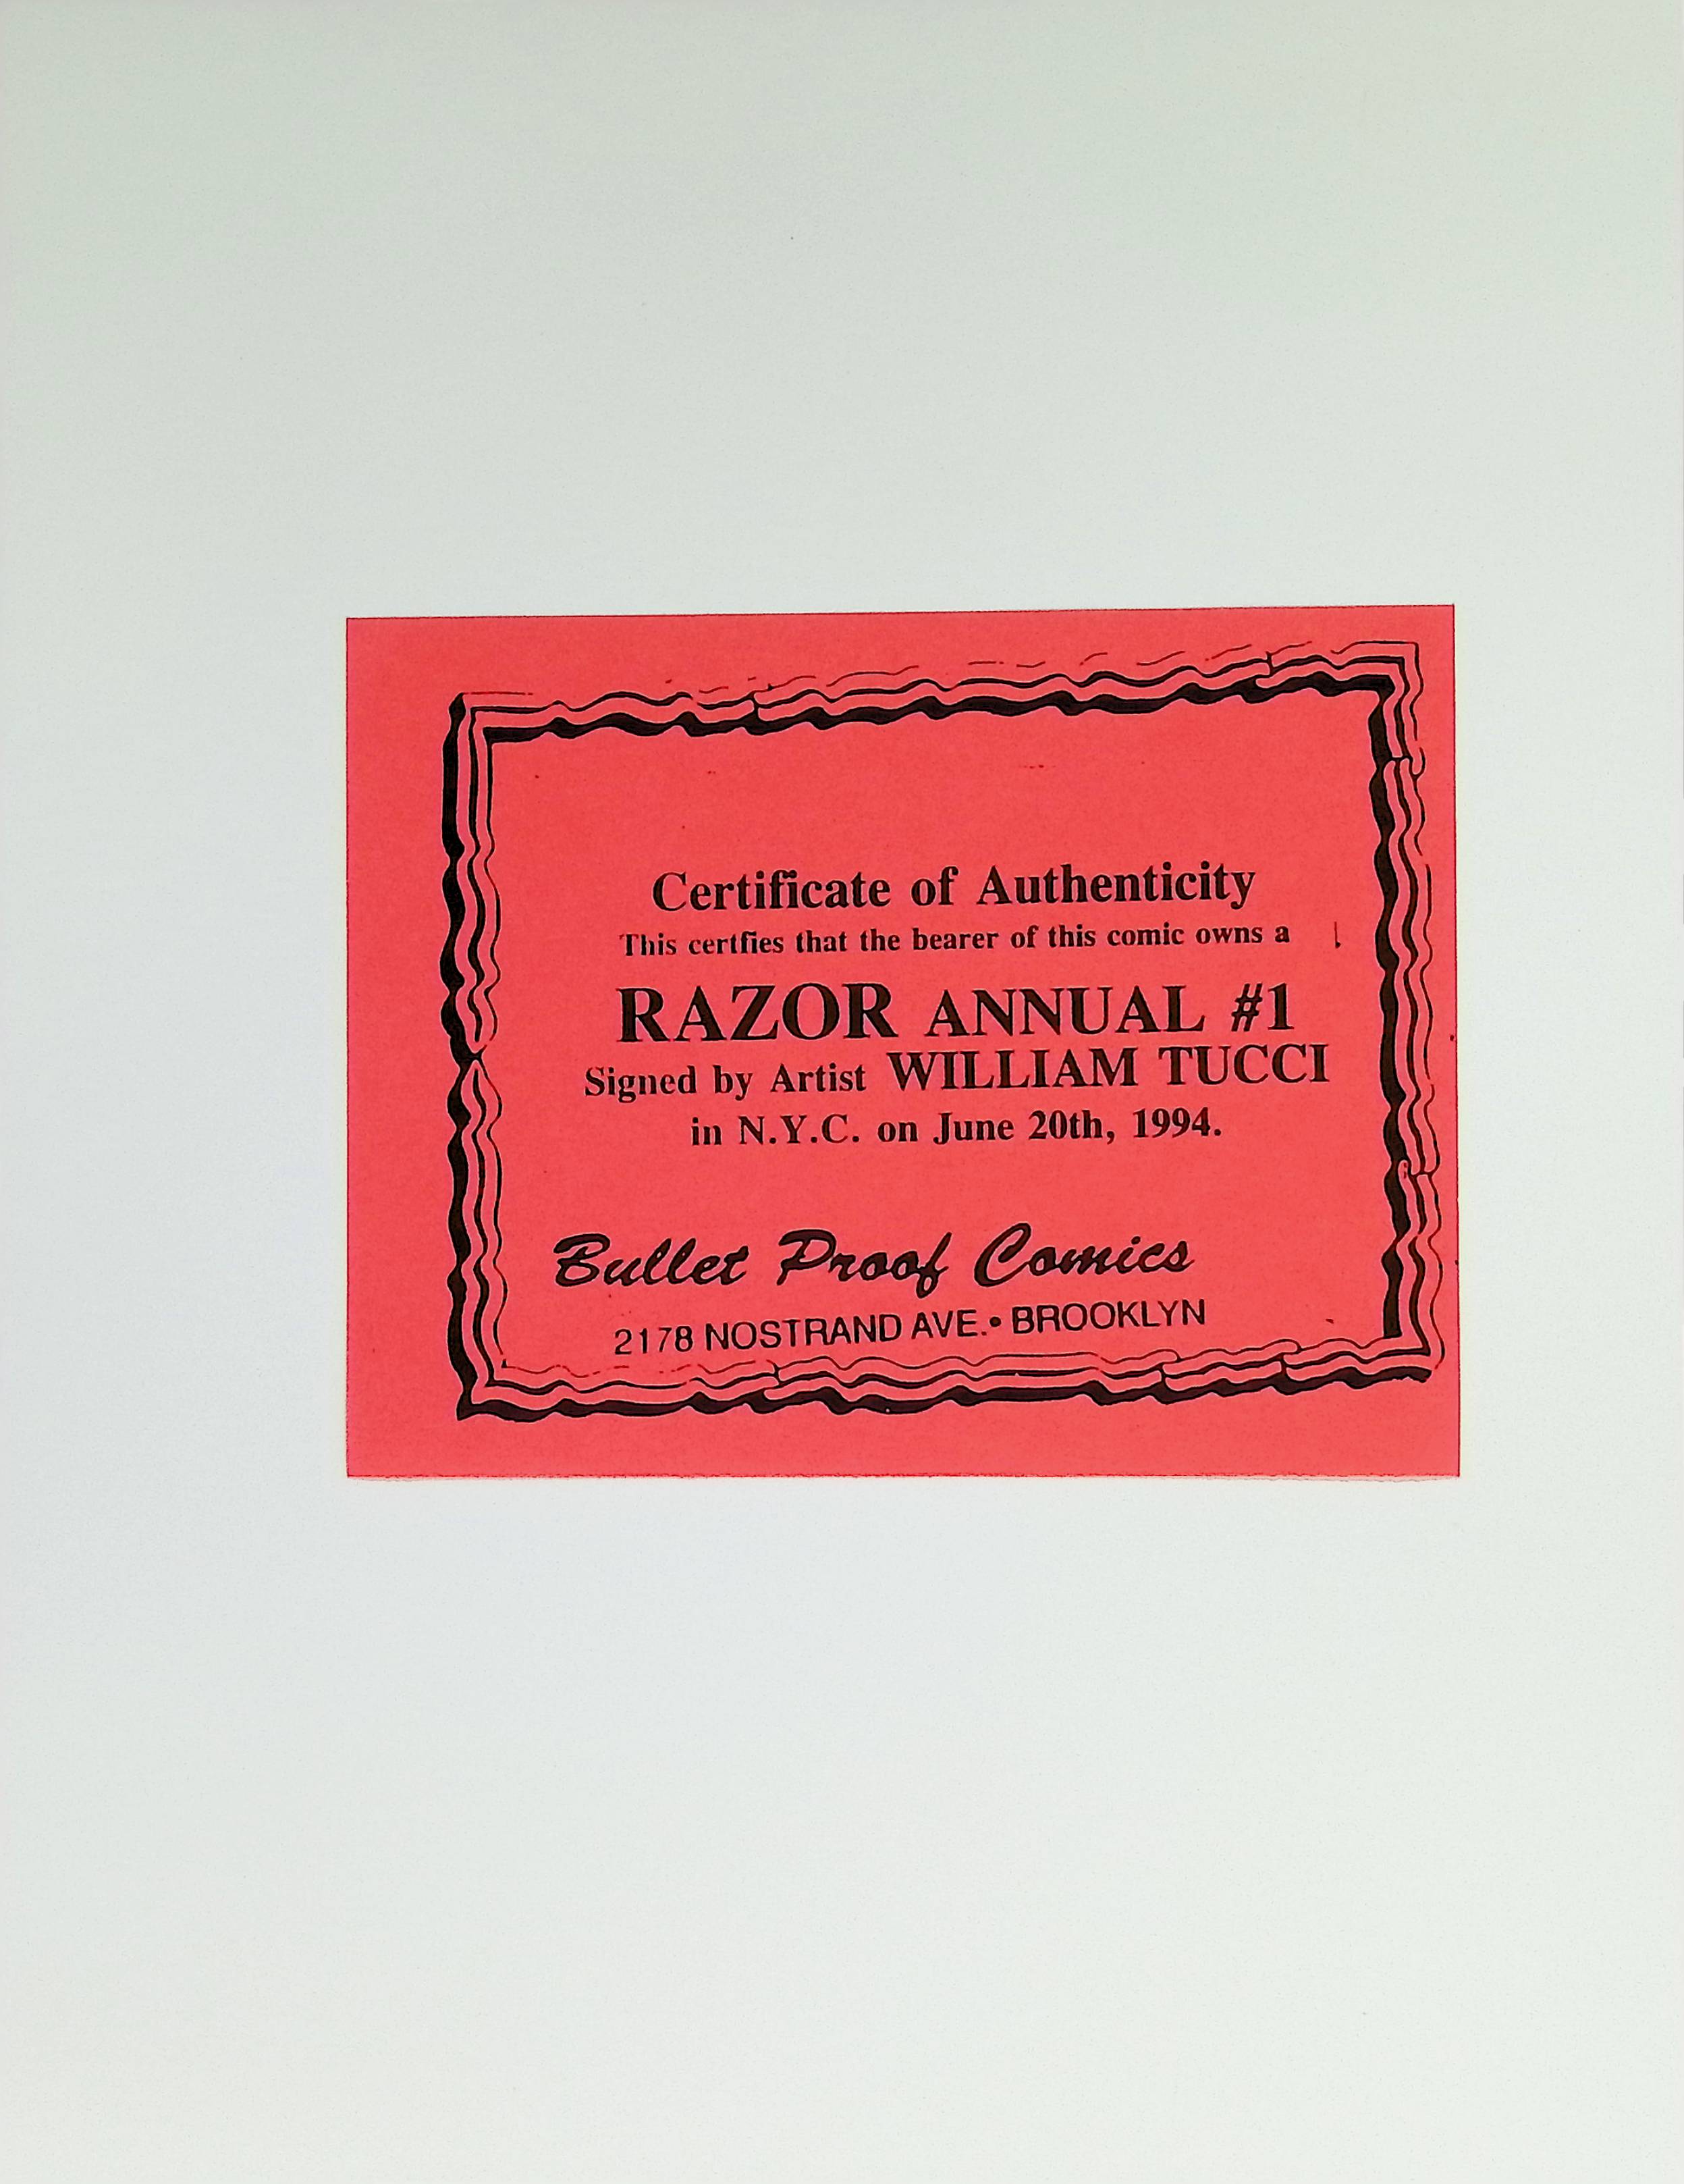 Certificate of Authenticity
This certfies that the bearer of this comic owns a
RAZOR ANNUAL #1
Signed by Artist WILLIAM TUCCI
in N.Y.C. on June 20th, 1994.
Bullet Proof Comics
2178 NOSTRAND AVE.• BROOKLYN